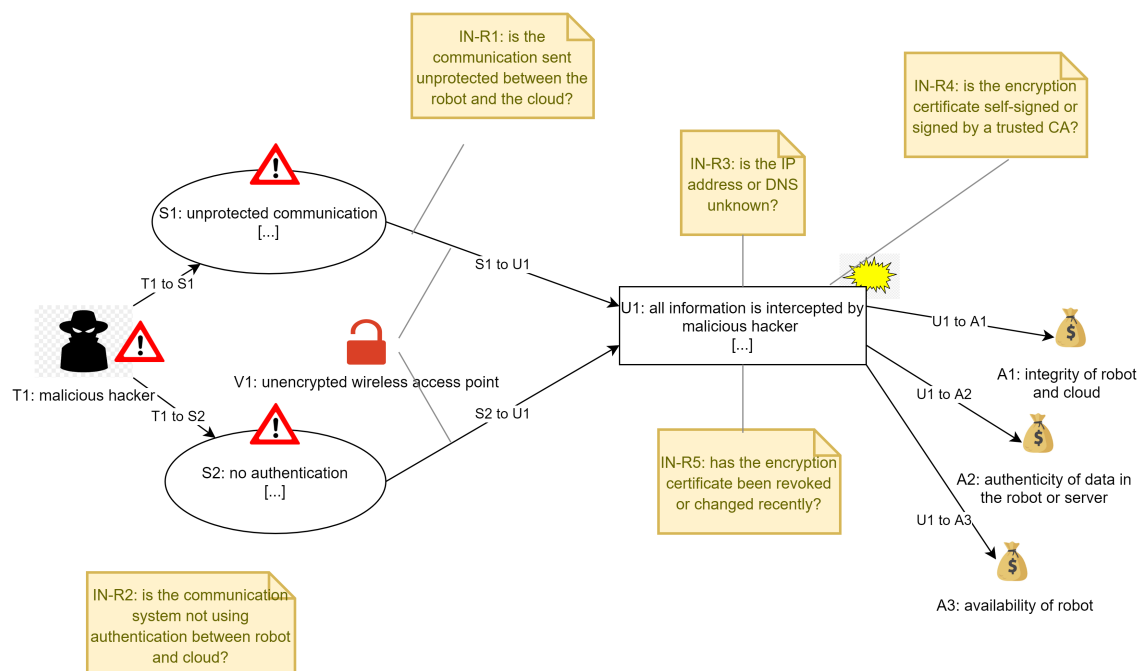 IN-R1: is the
communication sent
unprotected between the
robot and the cloud?
IN-R4: is the encryption
certificate self-signed or
signed by a trusted CA?
IN-R3: is the IP
address or DNS
unknown?
S1: unprotected communication
[...]
T1 to S1
S1 to U1
U1: all information is intercepted by
malicious hacker
[...]
U1 to A1
A1: integrity of robot
and cloud
T1: malicious hacker
V1: unencrypted wireless access point
T1 to S2
S2 to U1
U1 to A2
S2: no authentication
[...]
IN-R5: has the encryption
certificate been revoked
or changed recently?
A2: authenticity of data in
the robot or server
U1 to A3
A3: availability of robot
IN-R2: is the communication
system not using
authentication between robot
and cloud?